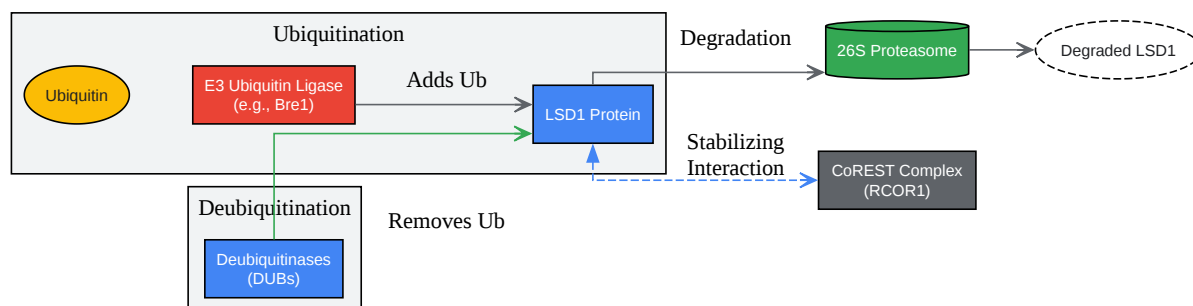 Ubiquitination
Ubiquitin
E3 Ubiquitin Ligase
(e.g., Bre1)
Adds Ub
LSD1 Protein
Degradation
26S Proteasome
Degraded LSD1
Stabilizing
Interaction
CoREST Complex
(RCOR1)
Deubiquitination
Removes Ub
Deubiquitinases
(DUBs)